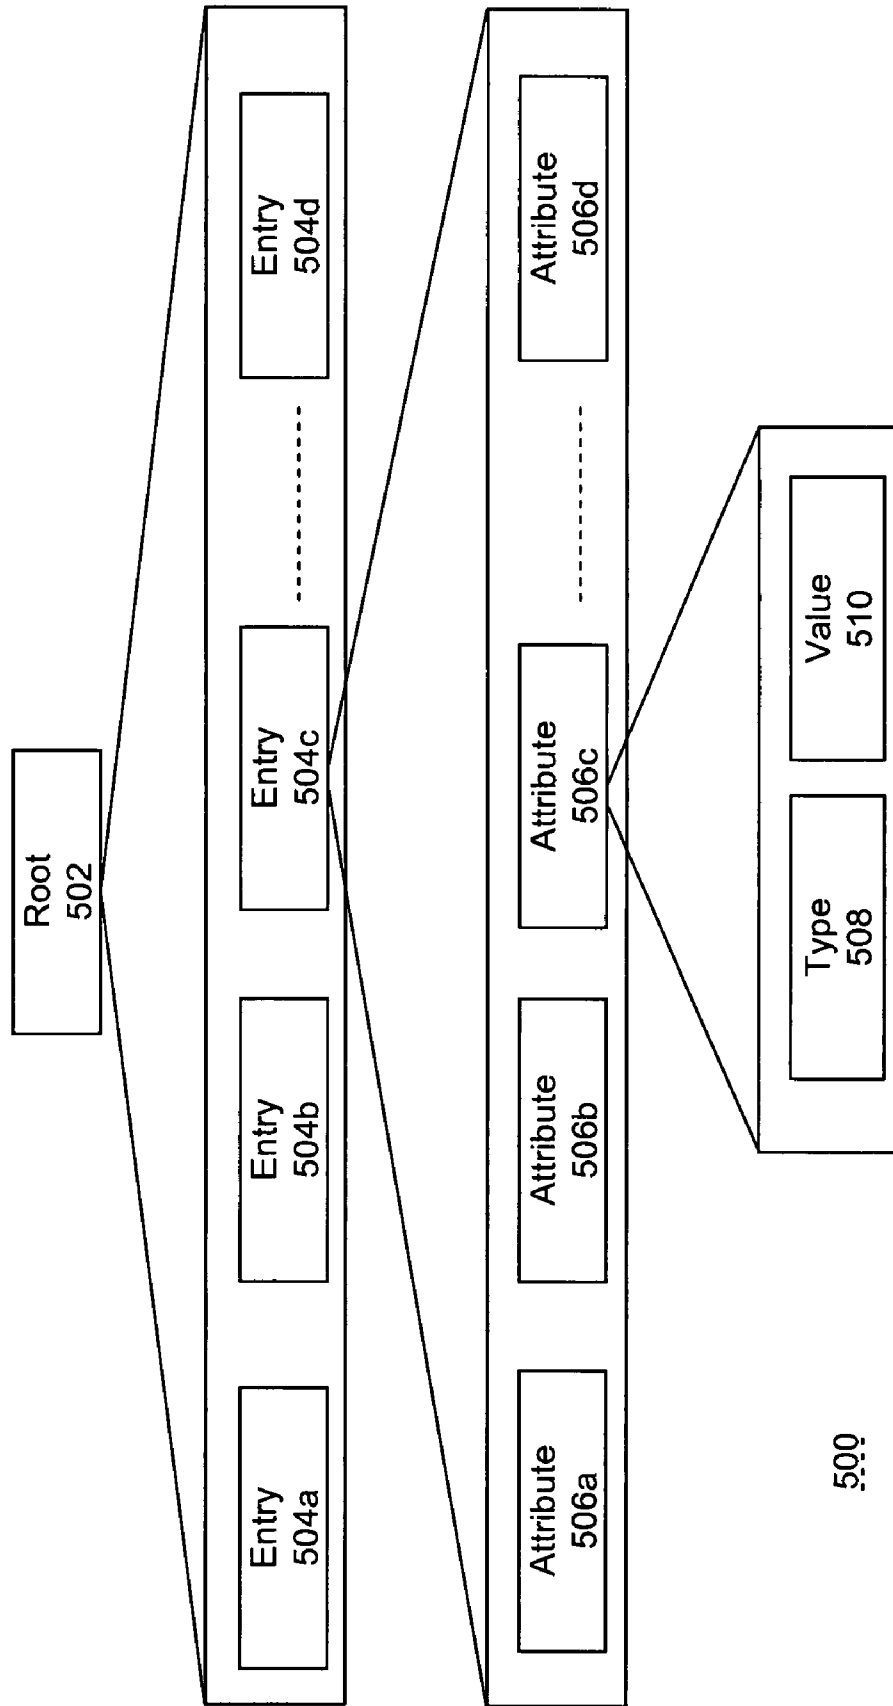 Root
502
Entry
504a
Entry
504b
Entry
504c
Entry
504d
Attribute
506a
Attribute
506b
Attribute
506c
Attribute
506d
Type
508
Value
510
500